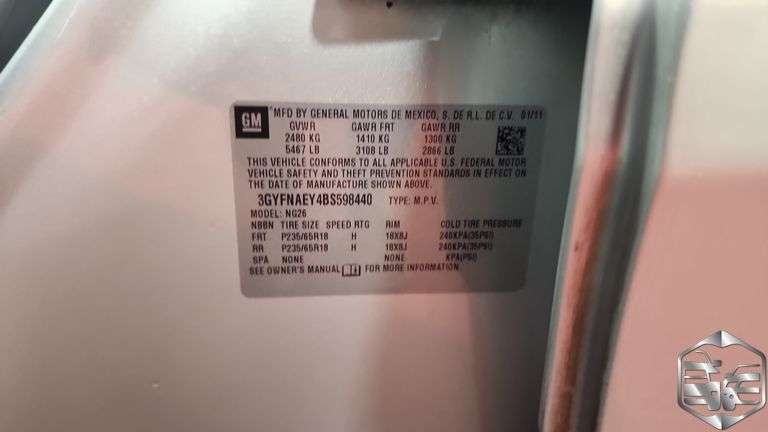 GM MFD BY GENERAL MOTORS DE MEXICO, S. DE R.L. DE C.V. 01/11
GVWR GAWR FRT GAWR RR
2480 KG 1410 KG 1300 KG
5467 LB 3108 LB 2866 LB
THIS VEHICLE CONFORMS TO ALL APPLICABLE U.S. FEDERAL MOTOR
VEHICLE SAFETY AND THEFT PREVENTION STANDARDS IN EFFECT ON
THE DATE OF MANUFACTURE SHOWN ABOVE.
3GYFNAEY4BS598440 TYPE: M.P.V.
MODEL: NG26
NBBN TIRE SIZE SPEED RTG RIM COLD TIRE PRESSURE
FRT P235/65R18 H 18X8J 240KPA(35PSI)
RR P235/65R18 H 18X8J 240KPA(35PSI)
SPA NONE NONE KPA(PSI)
SEE OWNER'S MANUAL FOR MORE INFORMATION